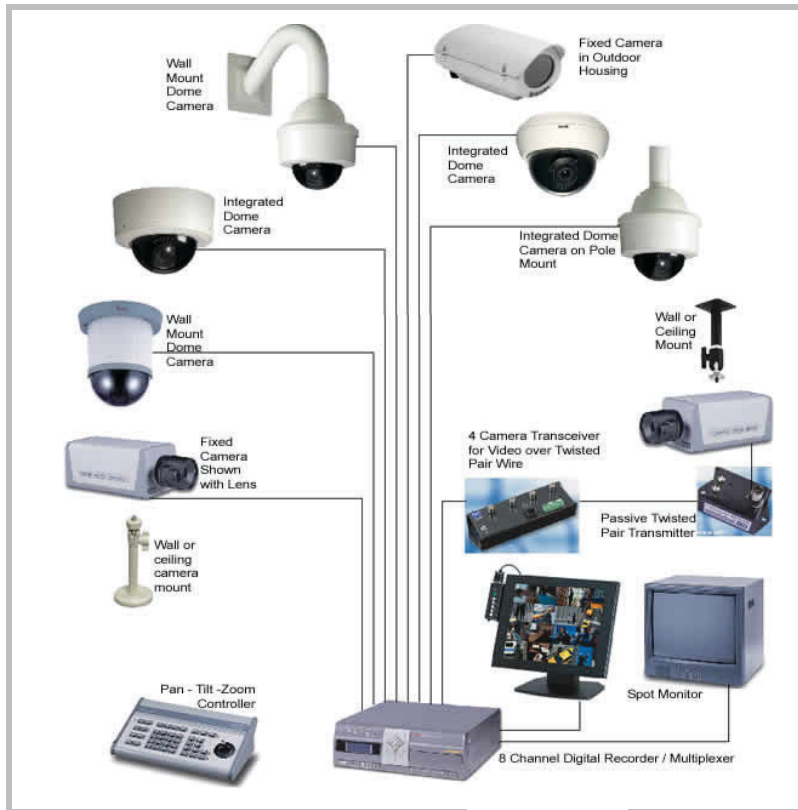 Wall
Mount
Dome
Camera
Fixed Camera
in Outdoor
Housing
Integrated
Dome
Camera
Integrated
Dome
Camera
Integrated Dome
Camera on Pole
Mount
Wall
Mount
Dome
Camera
Wall or
Ceiling
Mount
Fixed
Camera
Shown
with Lens
4 Camera Transceiver
for Video over Twisted
Pair Wire
Passive Twisted
Pair Transmitter
Wall or
ceiling
camera
mount
Spot Monitor
Pan - Tilt -Zoom
Controller
8 Channel Digital Recorder / Multiplexer